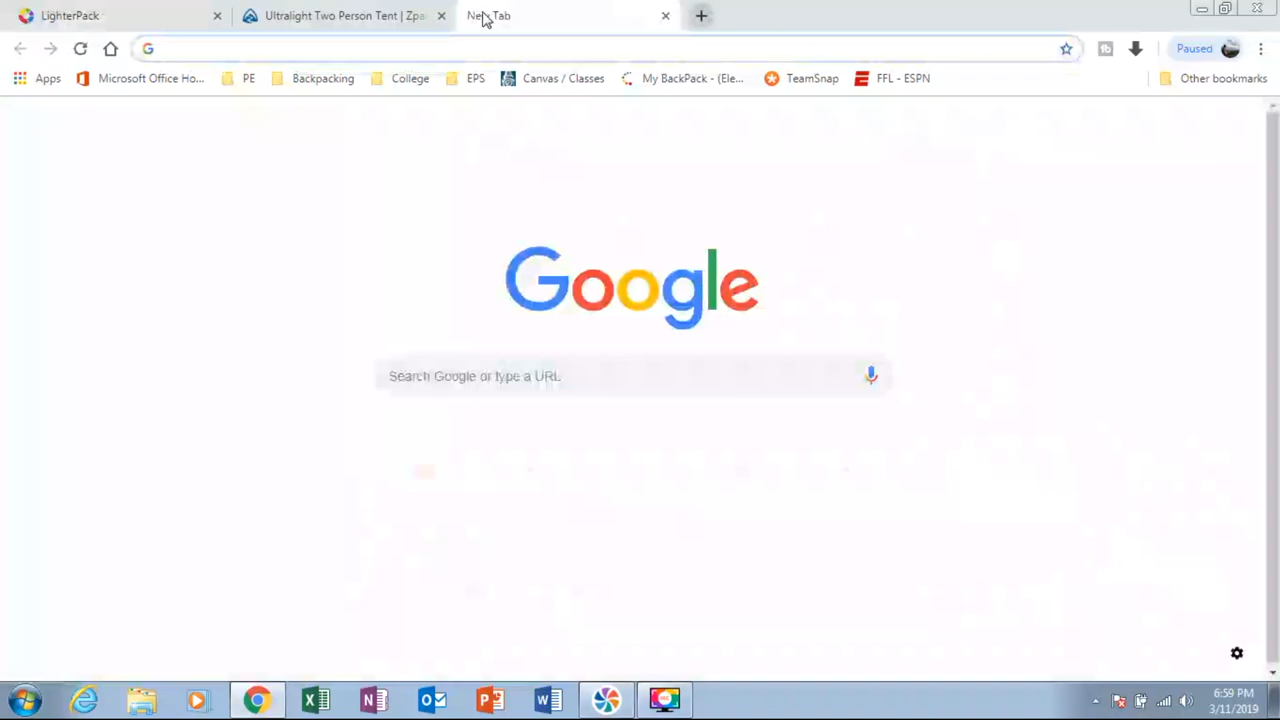 LighterPack
Ultralight Two Person Tent | Zpa
New Tab
Paused
Apps
Microsoft Office Ho...
PE
Backpacking
College
EPS
Canvas / Classes
My BackPack - (Ele...
TeamSnap
FFL - ESPN
Other bookmarks
Google
Search Google or type a URL
6:59 PM
3/11/2019